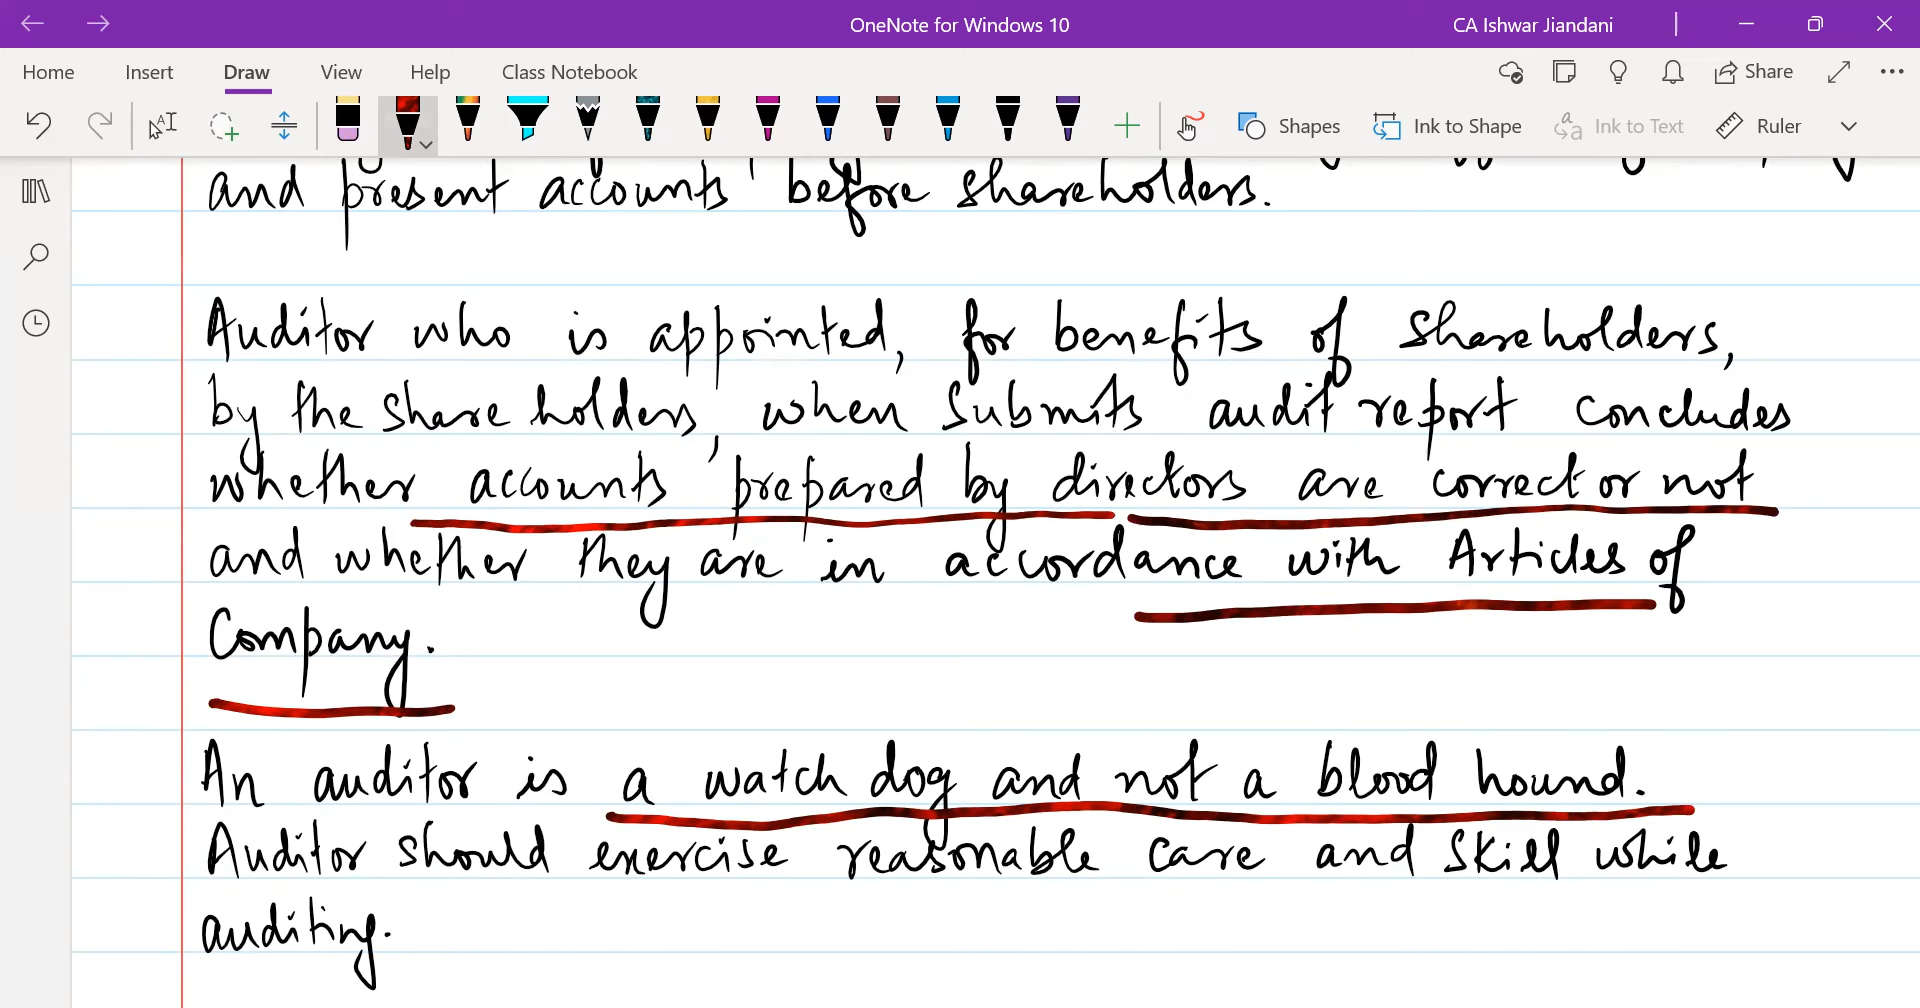 OneNote for Windows 10 CA Ishwar Jiandani
Home Insert Draw View Help Class Notebook Share
Shapes Ink to Shape Ink to Text Ruler
and present accounts before shareholders.
Auditor who is appointed, for benefits of shareholders,
by the share holders, when submits audit report concludes
whether accounts prepared by directors are correct or not
and whether they are in accordance with Articles of
Company.
An auditor is a watch dog and not a blood hound.
Auditor should exercise reasonable care and skill while
auditing.